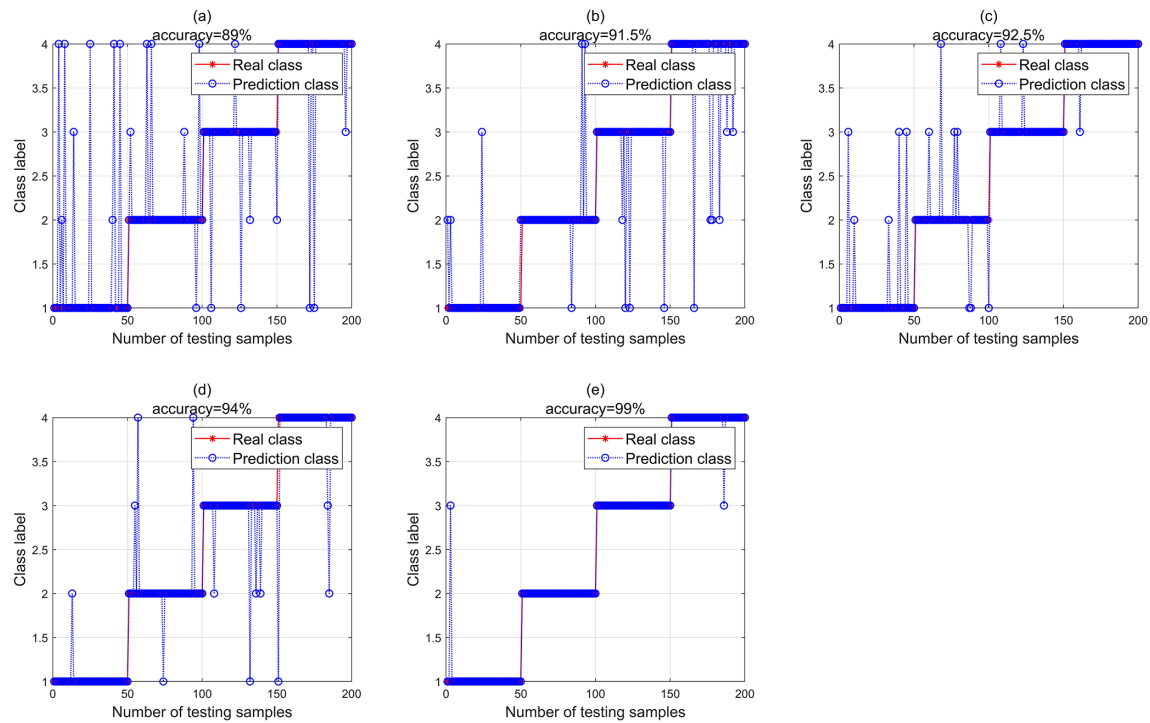 (a)
accuracy=89%
4
3.5
3
2.5
2
1.5
1
Class label
Real class
Prediction class
0
50
100
150
200
Number of testing samples
(b)
accuracy=91.5%
4
3.5
3
2.5
2
1.5
1
Class label
Real class
Prediction class
0
50
100
150
200
Number of testing samples
(c)
accuracy=92.5%
4
3.5
3
2.5
2
1.5
1
Class label
Real class
Prediction class
0
50
100
150
200
Number of testing samples
(d)
accuracy=94%
4
3.5
3
2.5
2
1.5
1
Class label
Real class
Prediction class
0
50
100
150
200
Number of testing samples
(e)
accuracy=99%
4
3.5
3
2.5
2
1.5
1
Class label
Real class
Prediction class
0
50
100
150
200
Number of testing samples